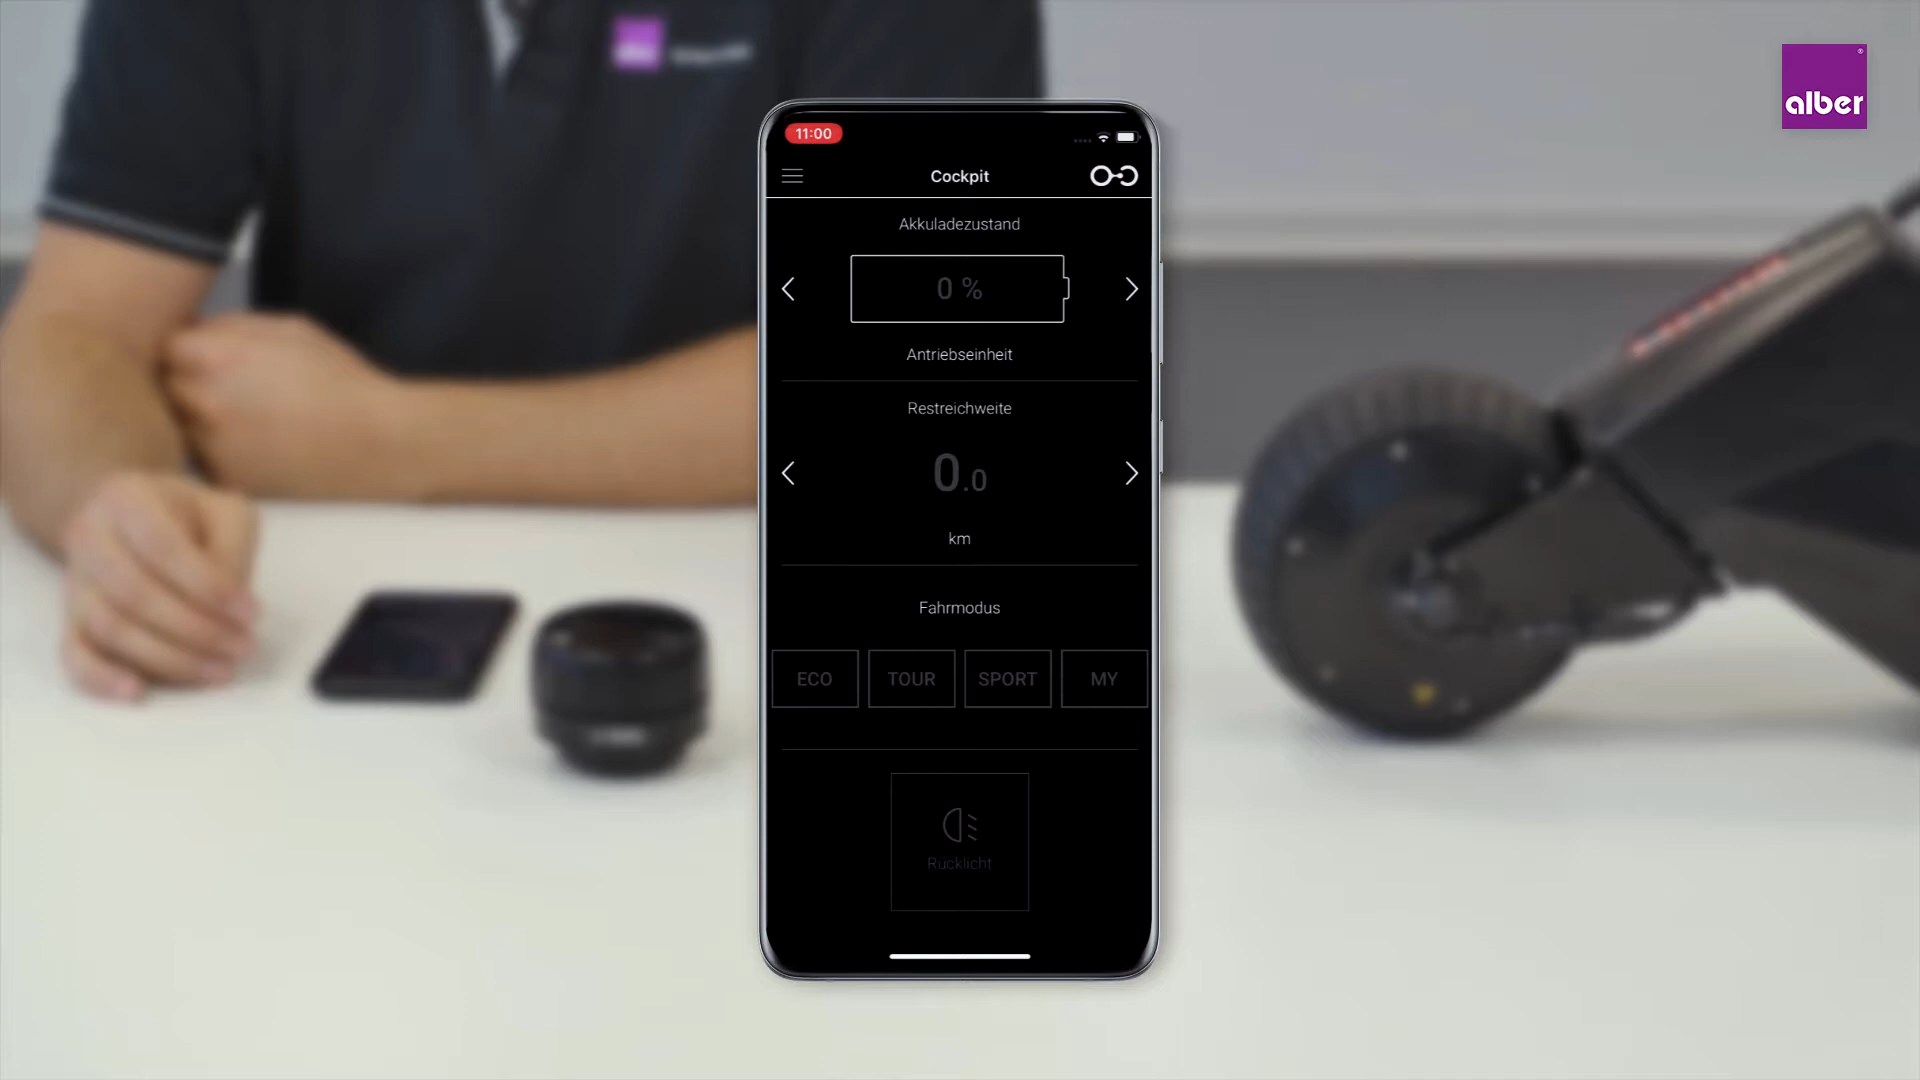 alber
11:00
Cockpit
Akkuladezustand
0 %
Antriebseinheit
Restreichweite
0.0
km
Fahrmodus
ECO
TOUR
SPORT
MY
Rücklicht